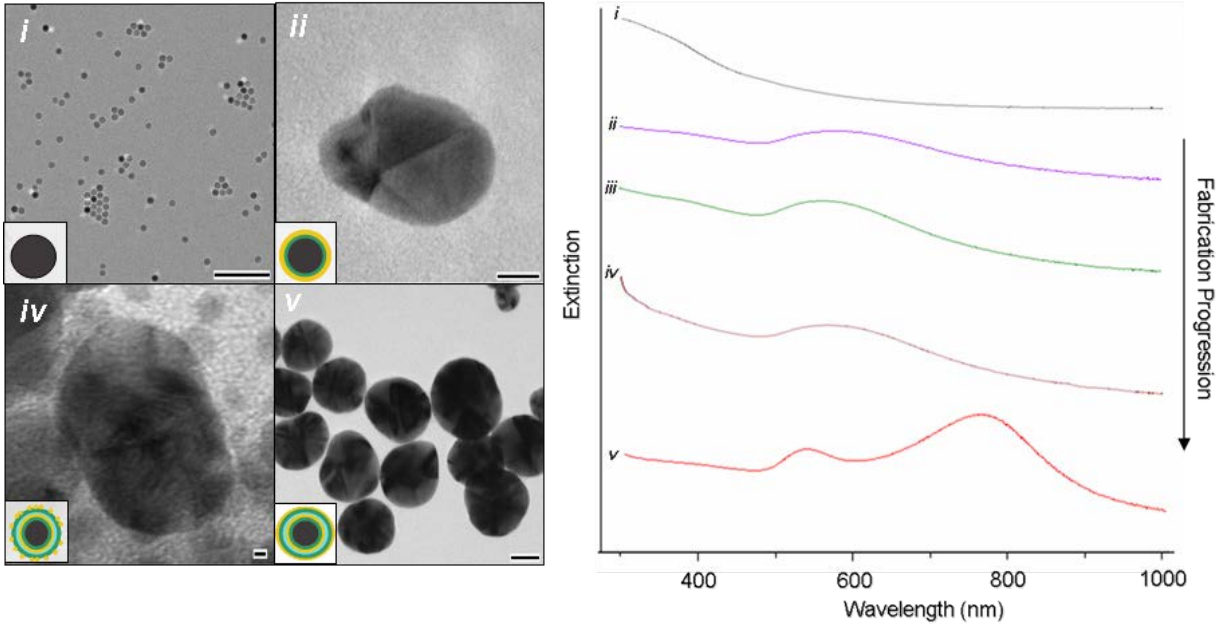 i
ii
iv
v
i
ii
iii
iv
v
Extinction
Fabrication Progression
400
600
800
1000
Wavelength (nm)